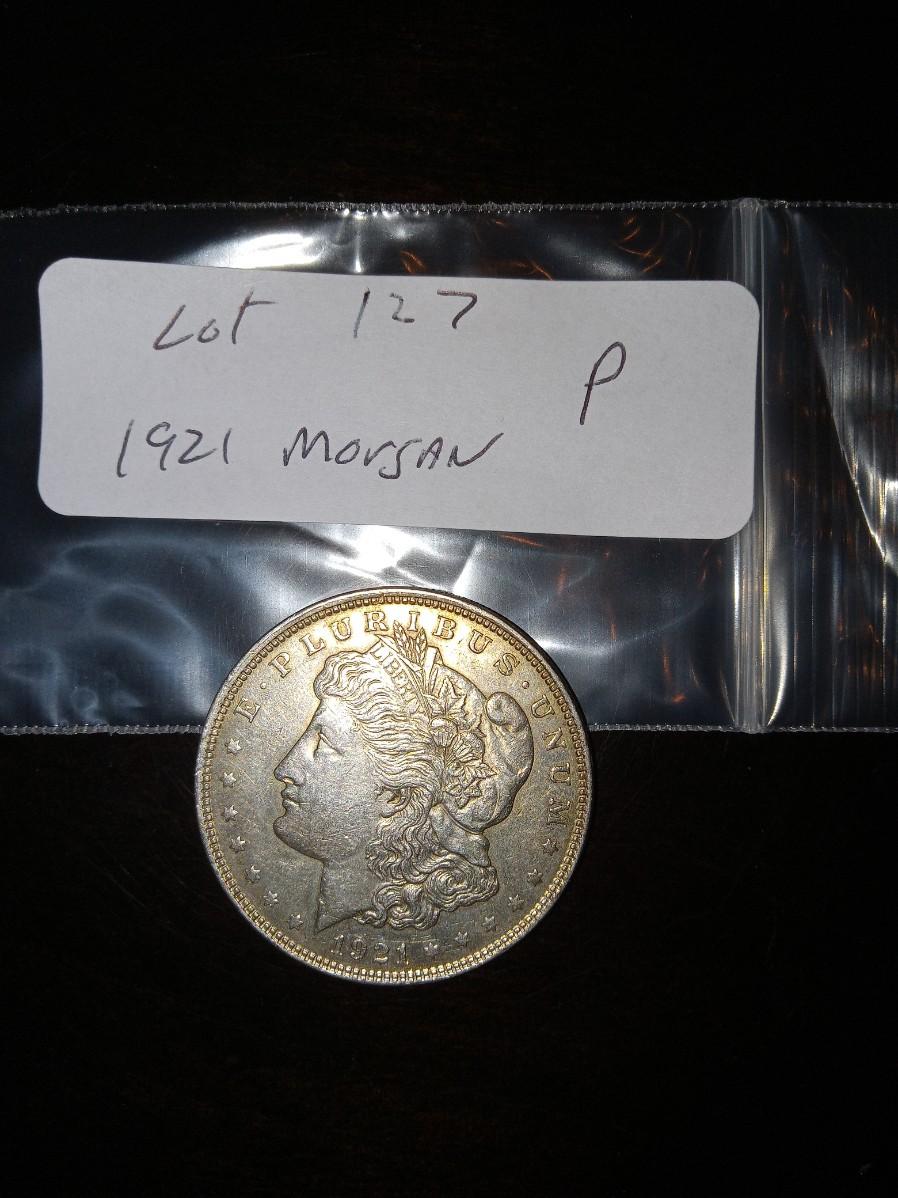 Lot 127
P
1921 Morgan
E · PLURIBUS · UNUM
LIBERTY
1921